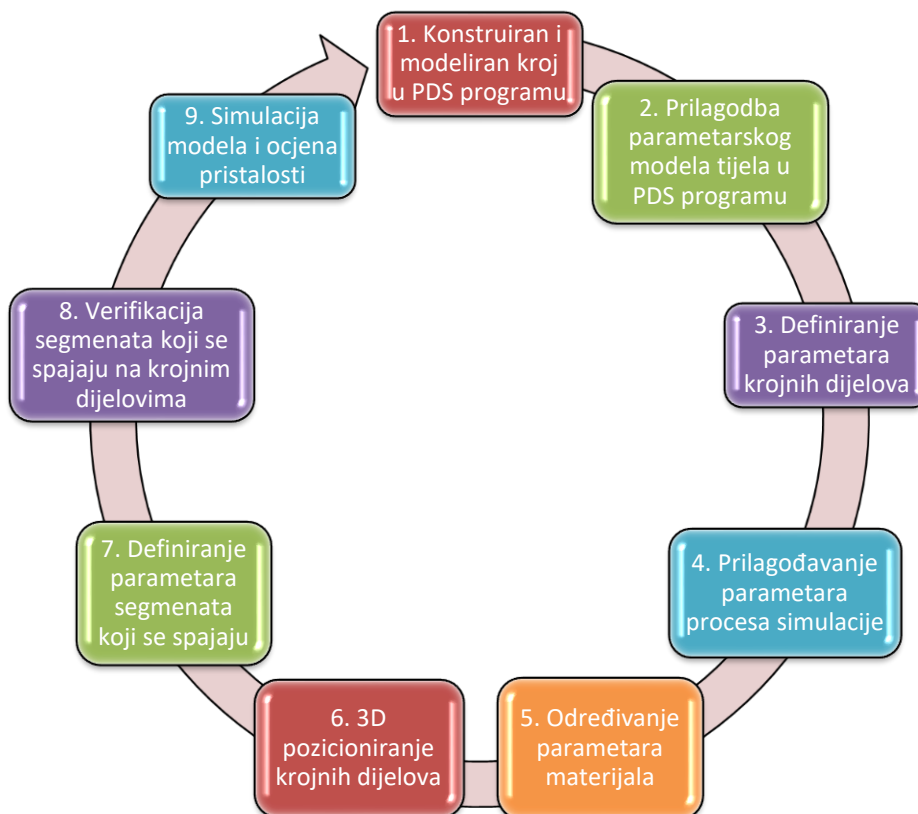 1. Konstruiran i
modeliran kroj
u PDS programu
2. Prilagodba
parametarskog
modela tijela u
PDS programu
3. Definiranje
parametara
krojnih dijelova
4. Prilagođavanje
parametara
procesa simulacije
5. Određivanje
parametara
materijala
6. 3D
pozicioniranje
krojnih dijelova
7. Definiranje
parametara
segmenata
koji se spajaju
8. Verifikacija
segmenata koji se
spajaju na krojnim
dijelovima
9. Simulacija
modela i ocjena
pristalosti